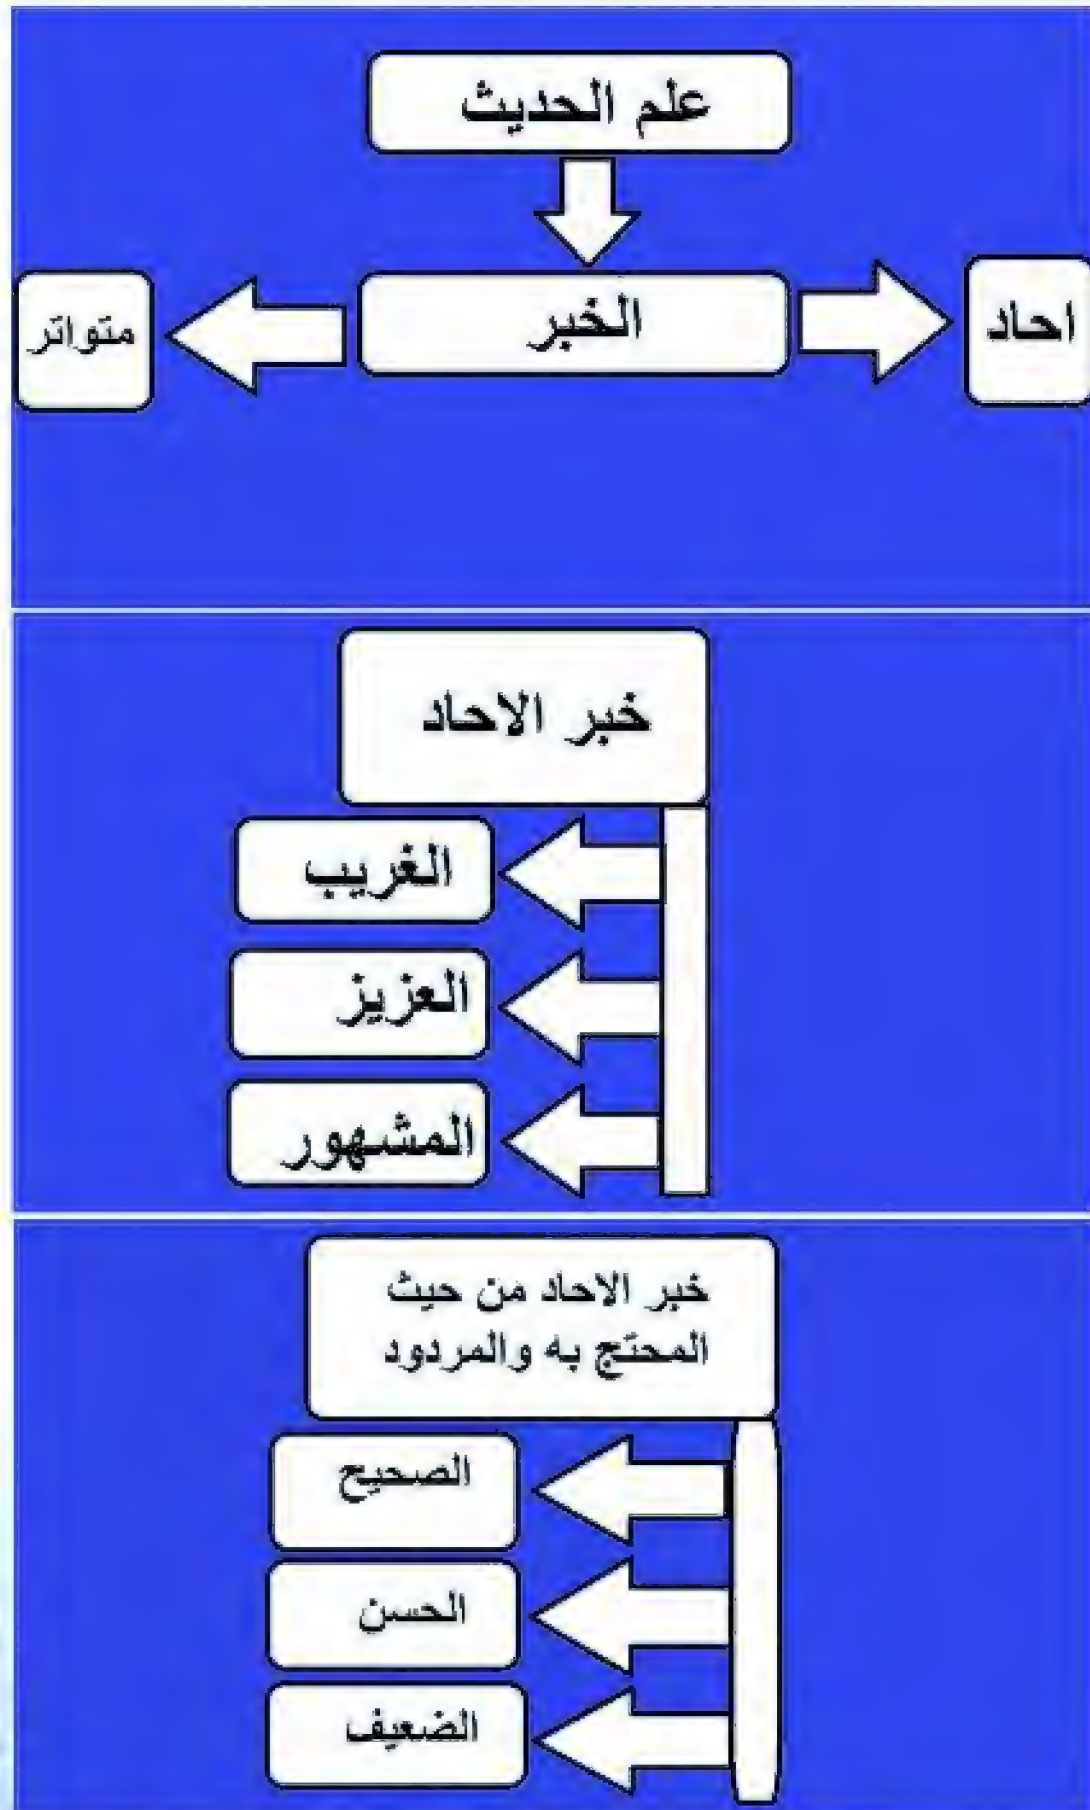 علم الحديث
احاد
الخبر
متواتر
خبر الاحاد
الغريب
العزيز
المشهور
خبر الاحاد من حيث
المحتج به والمردود
الصحيح
الحسن
الضعيف